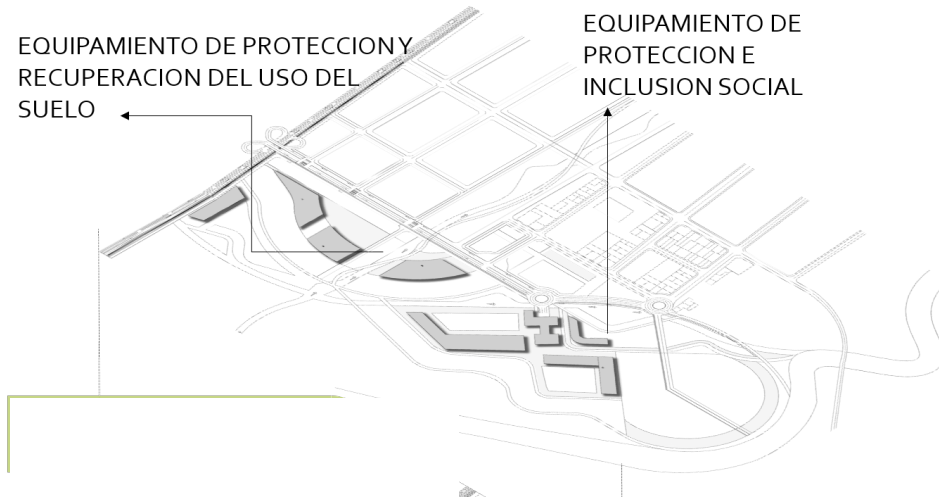 EQUIPAMIENTO DE PROTECCION Y
RECUPERACION DEL USO DEL
SUELO
EQUIPAMIENTO DE
PROTECCION E
INCLUSION SOCIAL